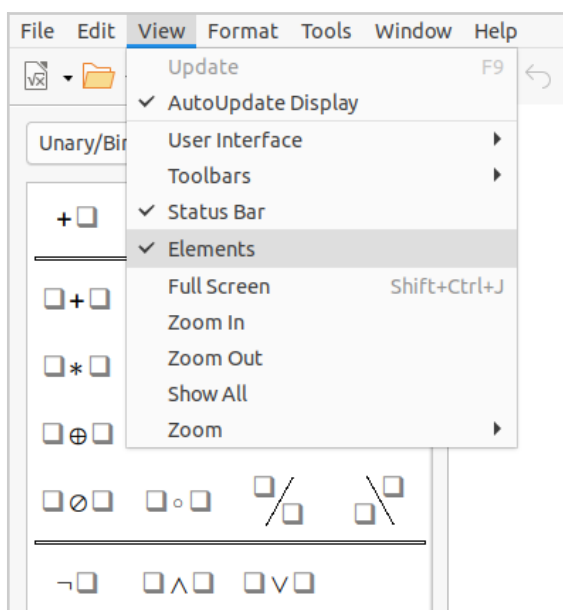 File Edit View Format Tools Window Help
Update F9
✓ AutoUpdate Display
Unary/Bin
User Interface
Toolbars
✓ Status Bar
✓ Elements
Full Screen Shift+Ctrl+J
Zoom In
Zoom Out
Show All
Zoom
+□
□+□
□*□
□⊕□
□⊘□ □∘□ □/□ □\□
¬□ □∧□ □∨□